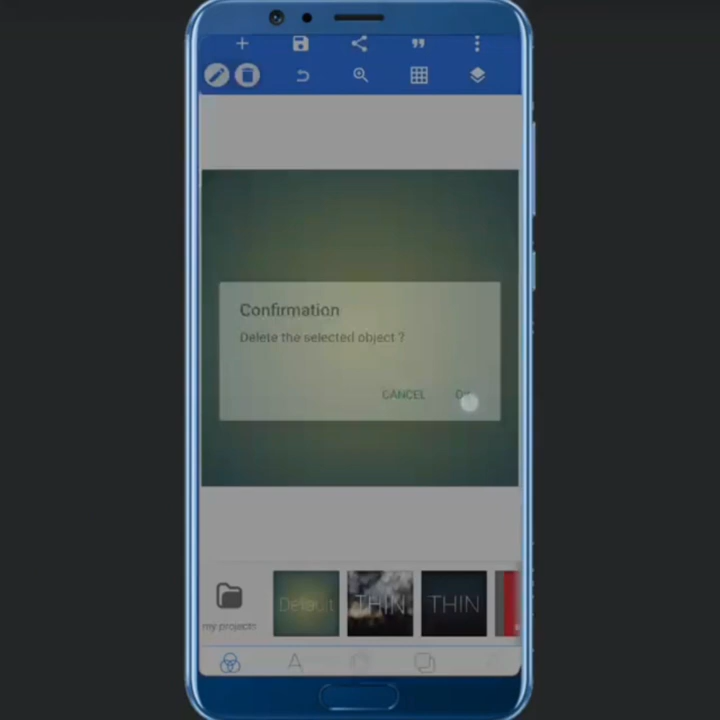 Confirmation
Delete the selected object ?
CANCEL
my projects
Default
THIN
THIN